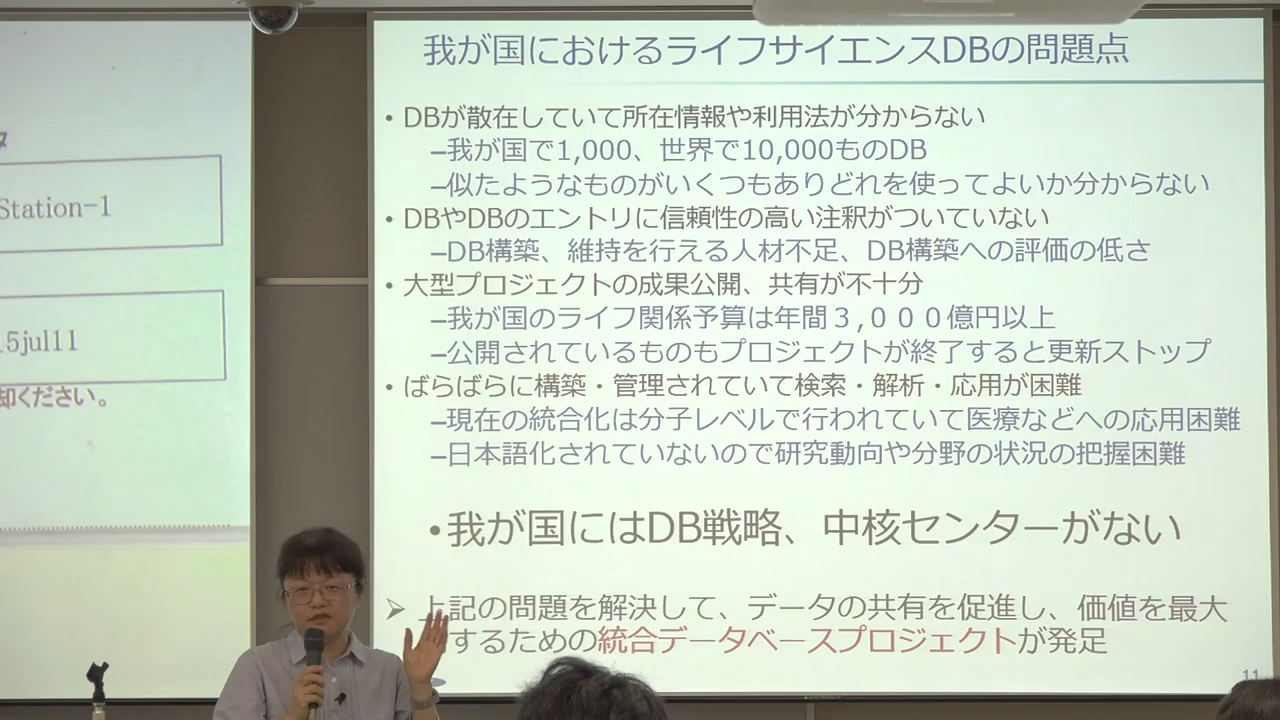 タ
Station-1
5jul11
却ください。
我が国におけるライフサイエンスDBの問題点
• DBが散在していて所在情報や利用法が分からない
–我が国で1,000、世界で10,000ものDB
–似たようなものがいくつもありどれを使ってよいか分からない
• DBやDBのエントリに信頼性の高い注釈がついていない
–DB構築、維持を行える人材不足、DB構築への評価の低さ
• 大型プロジェクトの成果公開、共有が不十分
–我が国のライフ関係予算は年間３,０００億円以上
–公開されているものもプロジェクトが終了すると更新ストップ
• ばらばらに構築・管理されていて検索・解析・応用が困難
–現在の統合化は分子レベルで行われていて医療などへの応用困難
–日本語化されていないので研究動向や分野の状況の把握困難
•我が国にはDB戦略、中核センターがない
➢ 上記の問題を解決して、データの共有を促進し、価値を最大
するための統合データベースプロジェクトが発足
11